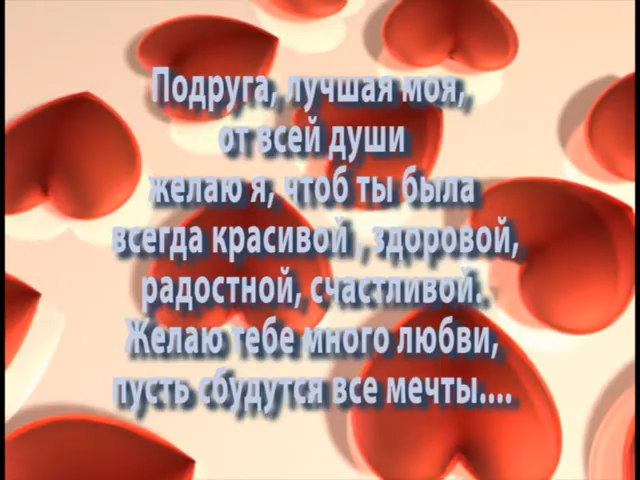 Подруга, лучшая моя,
от всей души
желаю я, чтоб ты была
всегда красивой ,здоровой,
радостной, счастливой.
Желаю тебе много любви,
пусть сбудутся все мечты....